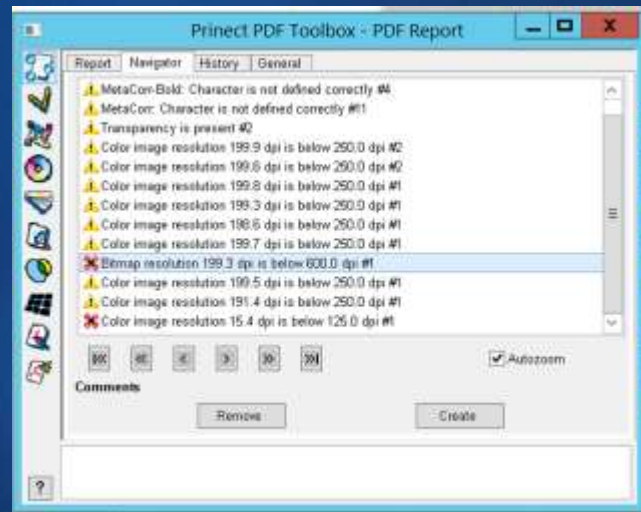 Prinect PDF Toolbox - PDF Report
Report Navigator History General
MetaCorr-Bold: Character is not defined correctly #4
MetaCorr: Character is not defined correctly #11
Transparency is present #2
Color image resolution 199.9 dpi is below 250.0 dpi #2
Color image resolution 199.6 dpi is below 250.0 dpi #2
Color image resolution 199.8 dpi is below 250.0 dpi #1
Color image resolution 199.3 dpi is below 250.0 dpi #1
Color image resolution 198.6 dpi is below 250.0 dpi #1
Color image resolution 199.7 dpi is below 250.0 dpi #1
Bitmap resolution 199.3 dpi is below 600.0 dpi #1
Color image resolution 199.5 dpi is below 250.0 dpi #1
Color image resolution 191.4 dpi is below 250.0 dpi #1
Color image resolution 15.4 dpi is below 125.0 dpi #1
Autozoom
Comments
Remove Create
?